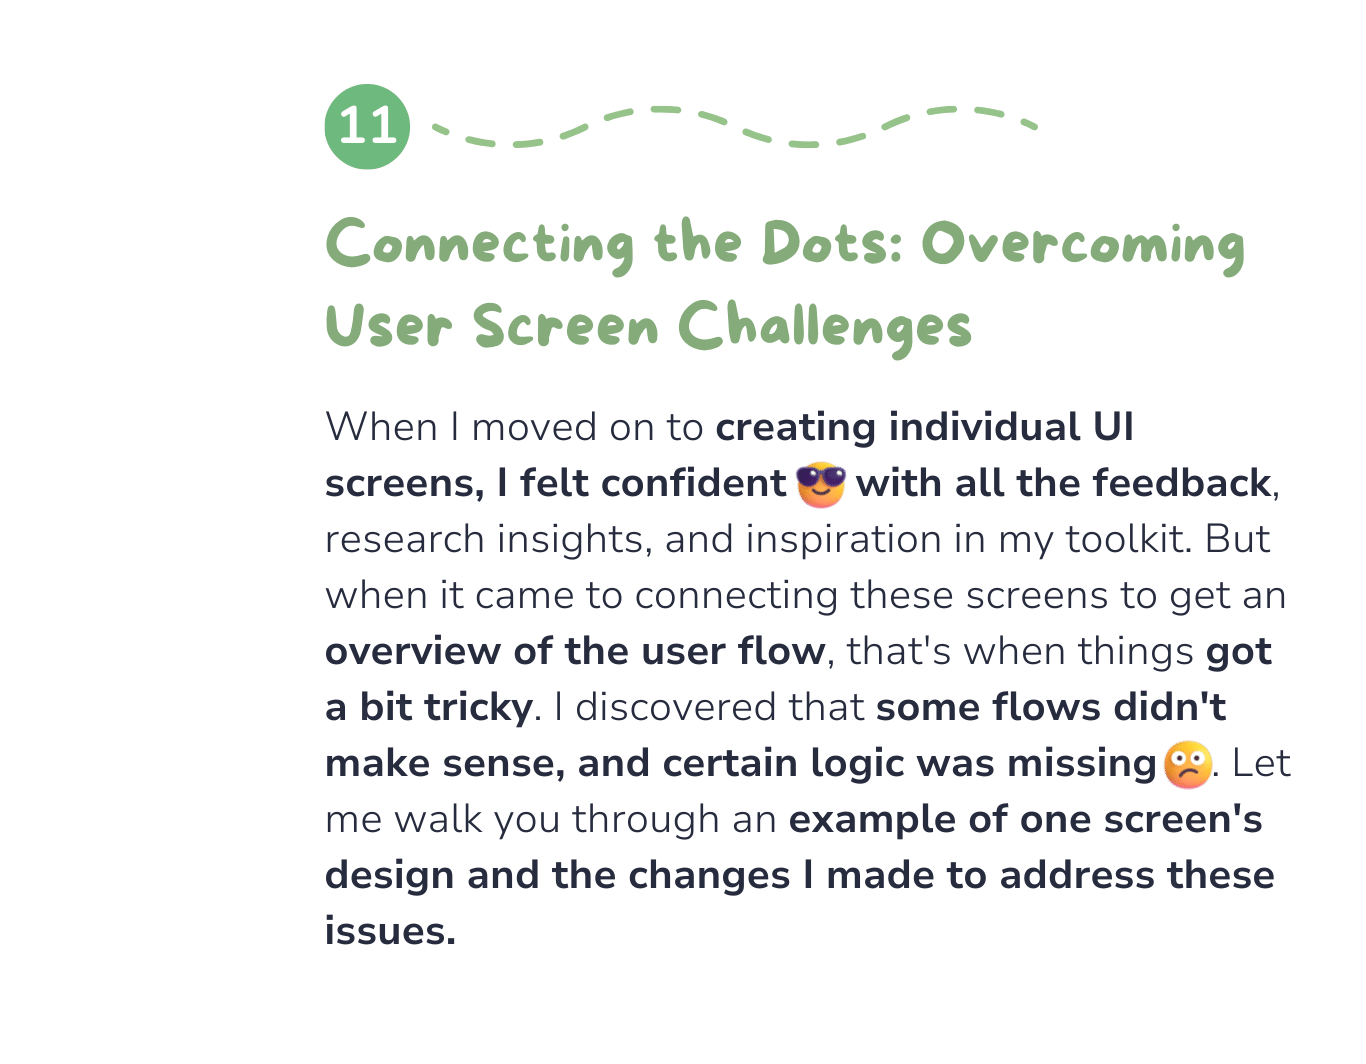 11
Connecting the Dots: Overcoming
User Screen Challenges
When I moved on to creating individual UI
screens, I felt confident 😎 with all the feedback,
research insights, and inspiration in my toolkit. But
when it came to connecting these screens to get an
overview of the user flow, that's when things got
a bit tricky. I discovered that some flows didn't
make sense, and certain logic was missing 🫤. Let
me walk you through an example of one screen's
design and the changes I made to address these
issues.